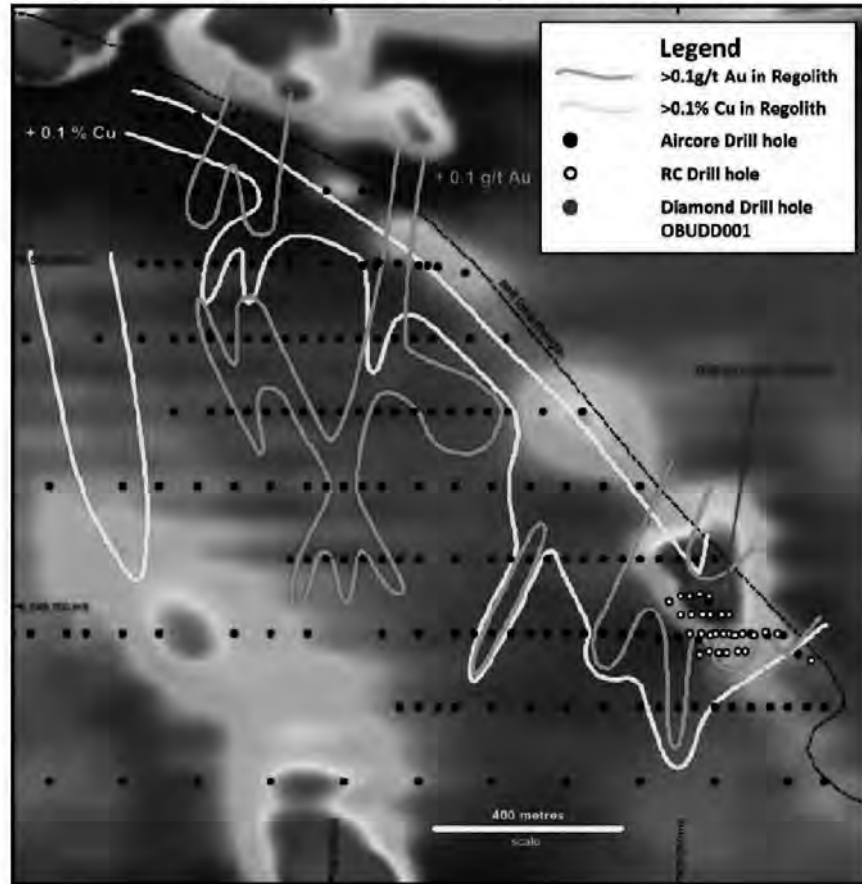 Legend
>0.1g/t Au in Regolith
>0.1% Cu in Regolith
Aircore Drill hole
RC Drill hole
Diamond Drill hole
OBUDD001
+ 0.1 % Cu
+ 0.1 g/t Au
400 metres
scale